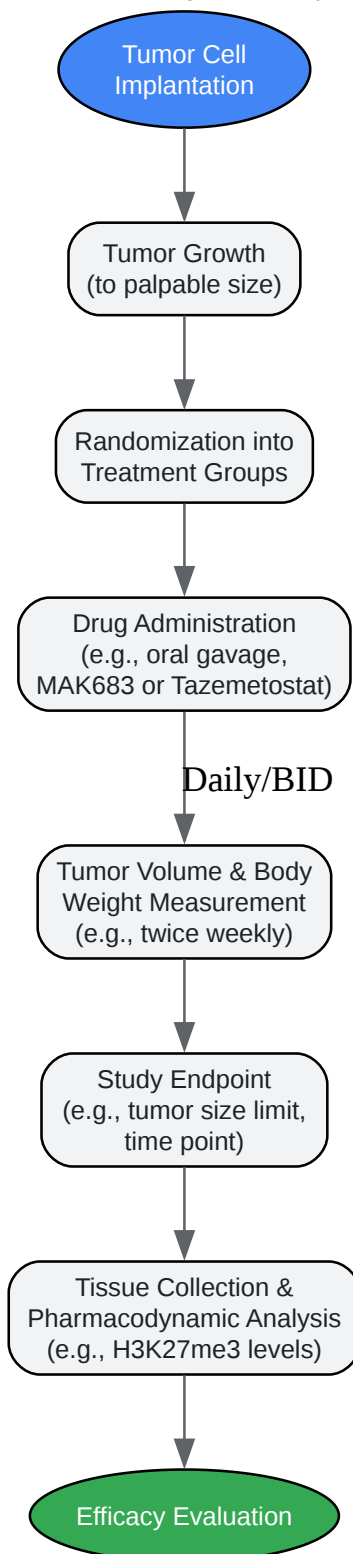 Tumor Cell
Implantation
Tumor Growth
(to palpable size)
Randomization into
Treatment Groups
Drug Administration
(e.g., oral gavage,
MAK683 or Tazemetostat)
Daily/BID
Tumor Volume & Body
Weight Measurement
(e.g., twice weekly)
Study Endpoint
(e.g., tumor size limit,
time point)
Tissue Collection &
Pharmacodynamic Analysis
(e.g., H3K27me3 levels)
Efficacy Evaluation